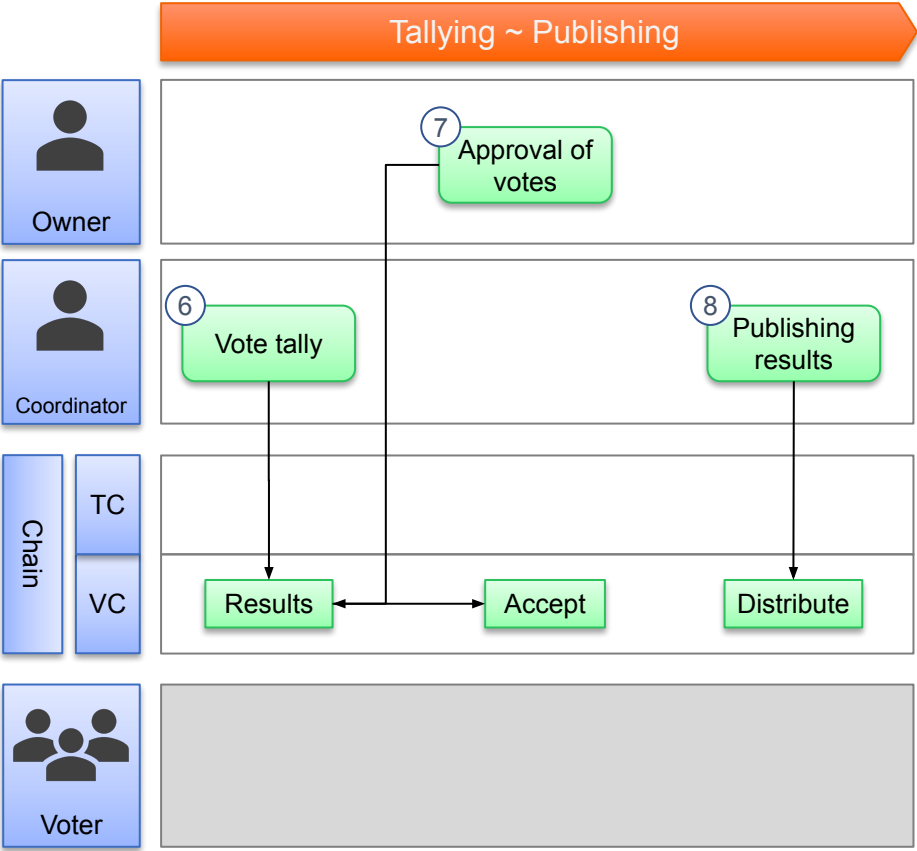 Tallying ~ Publishing
Owner
7
Approval of
votes
Coordinator
6
Vote tally
8
Publishing
results
Chain
TC
VC
Results
Accept
Distribute
Voter